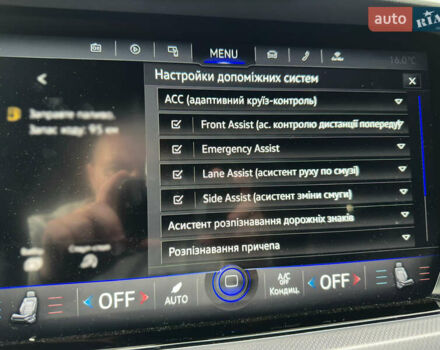 auto RIA
MENU
16.0°C
Настройки допоміжних систем
ACC (адаптивний круїз-контроль)
Front Assist (ас. контролю дистанції попереду)
Заправте паливо.
Запас ходу: 95 км
Emergency Assist
Lane Assist (асистент руху по смузі)
Side Assist (асистент зміни смуги)
Асистент розпізнавання дорожніх знаків
Розпізнавання причепа
OFF
AUTO
A/C
OFF
Кондиц.
OFF